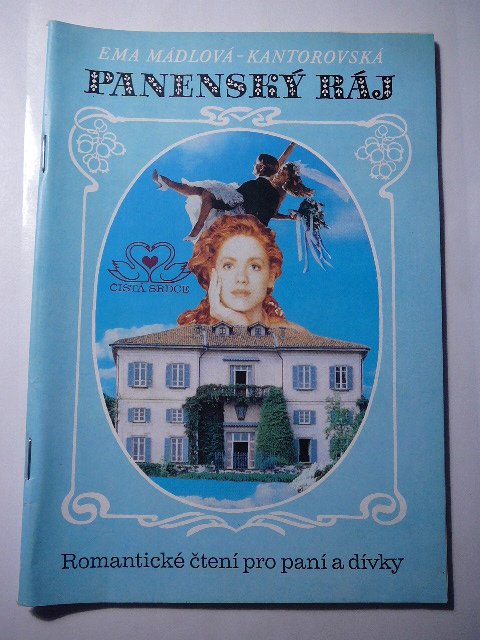 EMA MÁDLOVÁ-KANTOROVSKÁ
PANENSKÝ RÁJ
ČISTÁ SRDCE
Romantické čtení pro paní a dívky